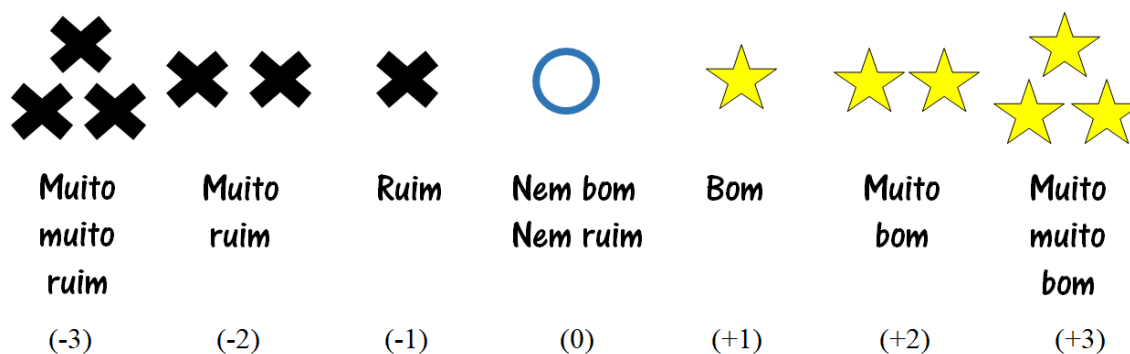 Muito
muito
ruim
Muito
ruim
Ruim
Nem bom
Nem ruim
Bom
Muito
bom
Muito
muito
bom
(-3)
(-2)
(-1)
(0)
(+1)
(+2)
(+3)